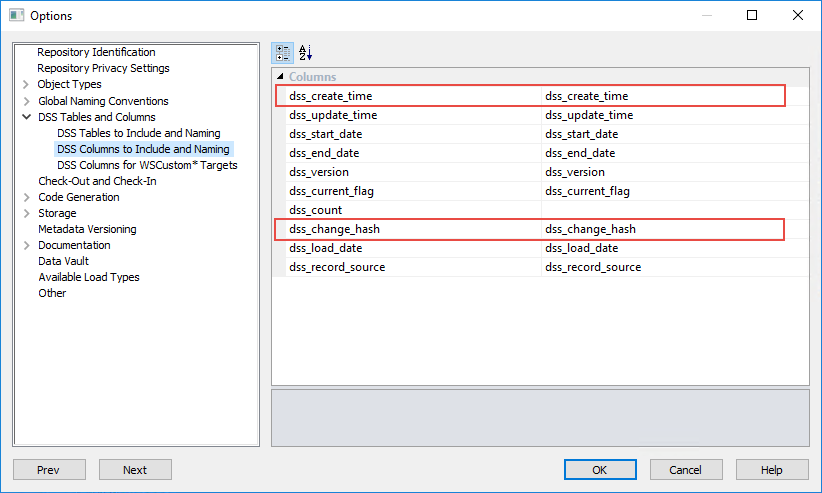 Options
Repository Identification
Repository Privacy Settings
Object Types
Global Naming Conventions
DSS Tables and Columns
DSS Tables to Include and Naming
DSS Columns to Include and Naming
DSS Columns for WSCustom* Targets
Check-Out and Check-In
Code Generation
Storage
Metadata Versioning
Documentation
Data Vault
Available Load Types
Other
A
Z
Columns
dss_create_time dss_create_time
dss_update_time dss_update_time
dss_start_date dss_start_date
dss_end_date dss_end_date
dss_version dss_version
dss_current_flag dss_current_flag
dss_count
dss_change_hash dss_change_hash
dss_load_date dss_load_date
dss_record_source dss_record_source
Prev Next OK Cancel Help